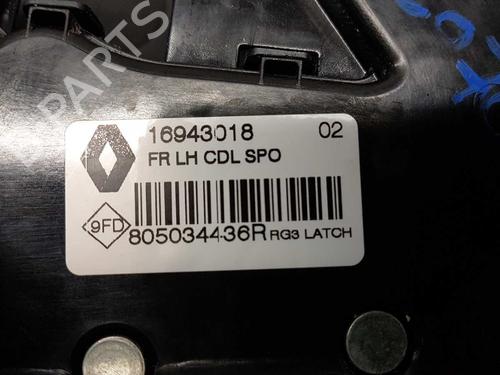 PARTS
16943018 02
FR LH CDL SPO
9FD
805034436R RG3 LATCH